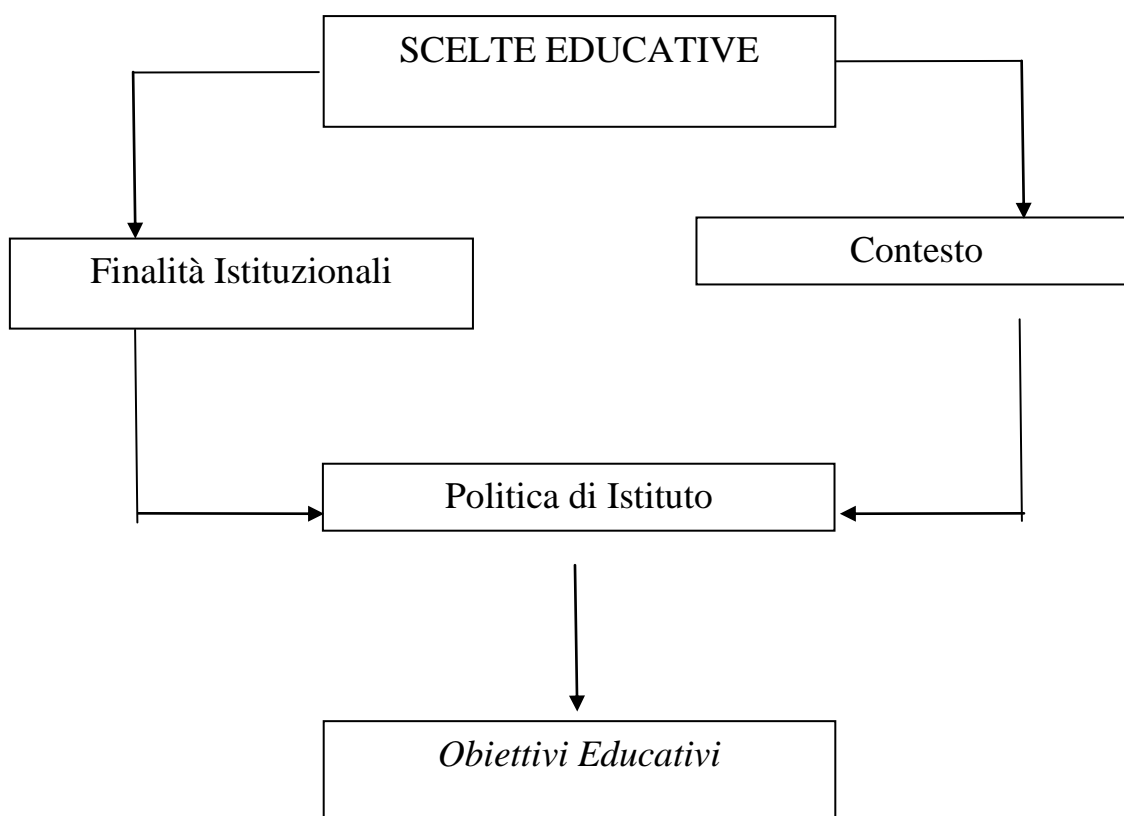 SCELTE EDUCATIVE
Finalità Istituzionali
Contesto
Politica di Istituto
Obiettivi Educativi